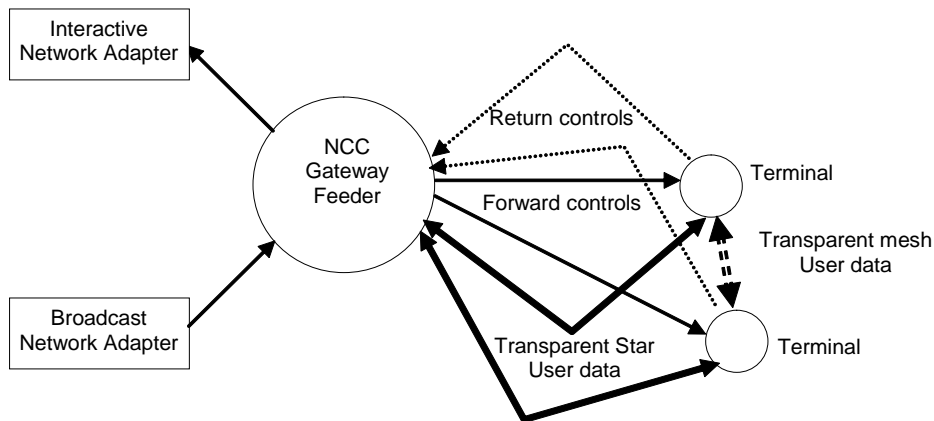 Interactive
Network Adapter
NCC
Gateway
Feeder
Return controls
Terminal
Forward controls
Transparent mesh
User data
Broadcast
Network Adapter
Transparent Star
User data
Terminal